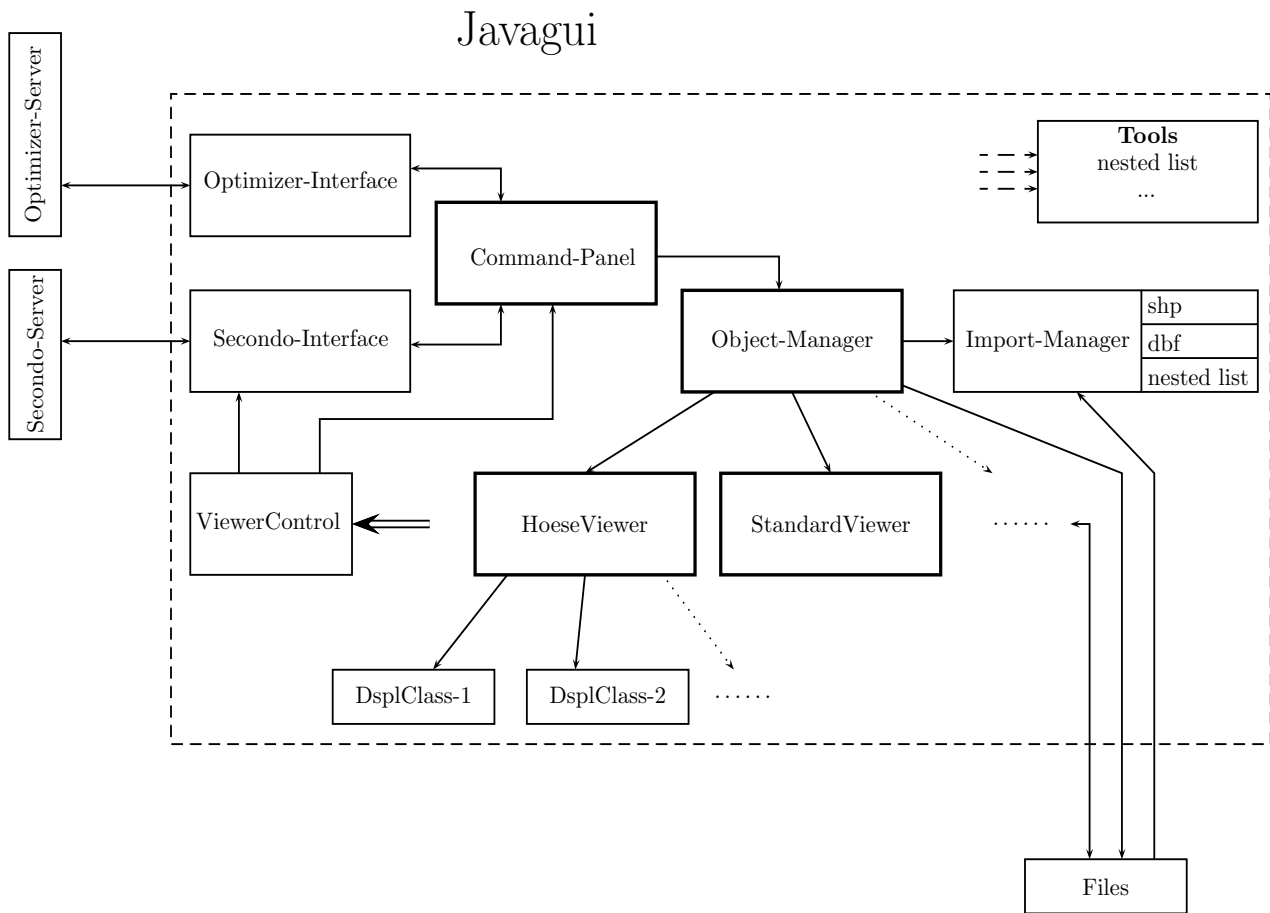 Javagui
Optimizer-Server
Optimizer-Interface
Tools
nested list
...
Command-Panel
Secondo-Server
Secondo-Interface
Object-Manager
Import-Manager
shp
dbf
nested list
ViewerControl
HoeseViewer
StandardViewer
......
DsplClass-1
DsplClass-2
......
Files